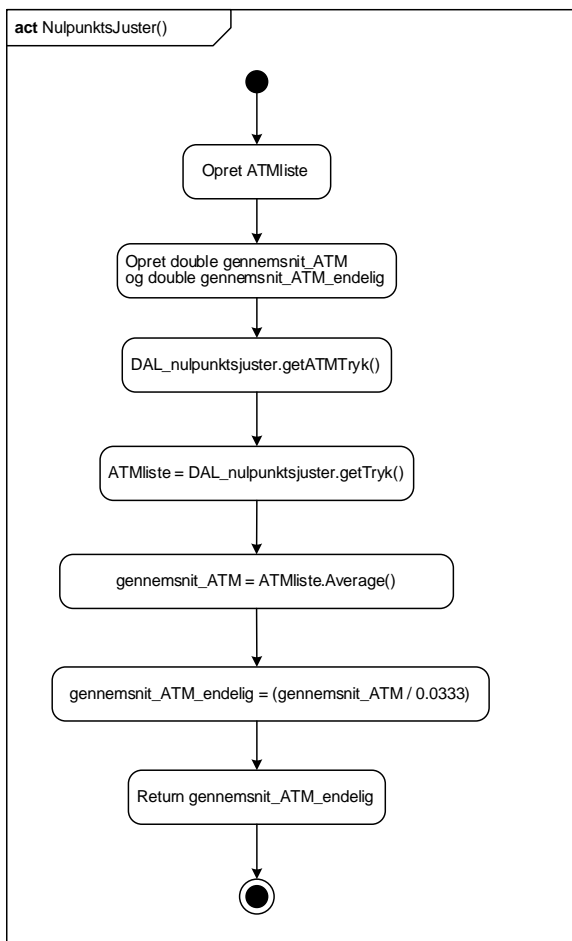 act NulpunktsJuster()
Opret ATMliste
Opret double gennemsnit_ATM
og double gennemsnit_ATM_endelig
DAL_nulpunktsjuster.getATMTryk()
ATMliste = DAL_nulpunktsjuster.getTryk()
gennemsnit_ATM = ATMliste.Average()
gennemsnit_ATM_endelig = (gennemsnit_ATM / 0.0333)
Return gennemsnit_ATM_endelig